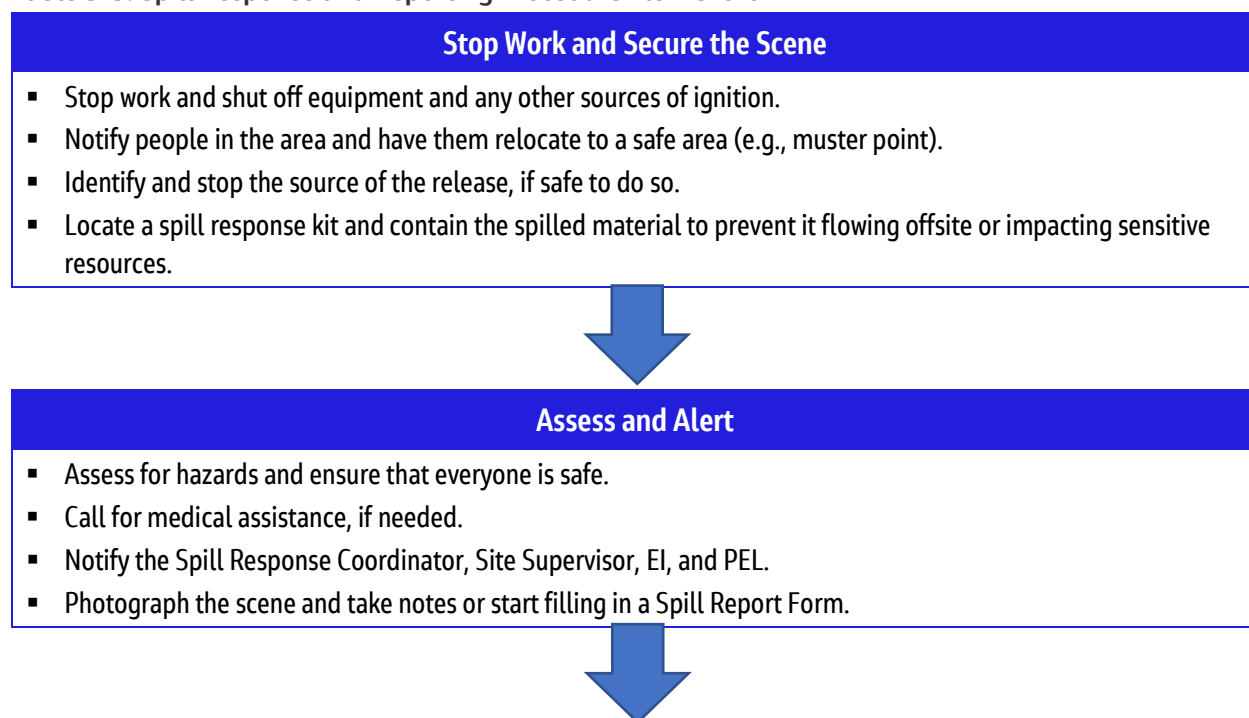 Stop Work and Secure the Scene
▪ Stop work and shut off equipment and any other sources of ignition.
▪ Notify people in the area and have them relocate to a safe area (e.g., muster point).
▪ Identify and stop the source of the release, if safe to do so.
▪ Locate a spill response kit and contain the spilled material to prevent it flowing offsite or impacting sensitive
resources.
Assess and Alert
▪ Assess for hazards and ensure that everyone is safe.
▪ Call for medical assistance, if needed.
▪ Notify the Spill Response Coordinator, Site Supervisor, EI, and PEL.
▪ Photograph the scene and take notes or start filling in a Spill Report Form.